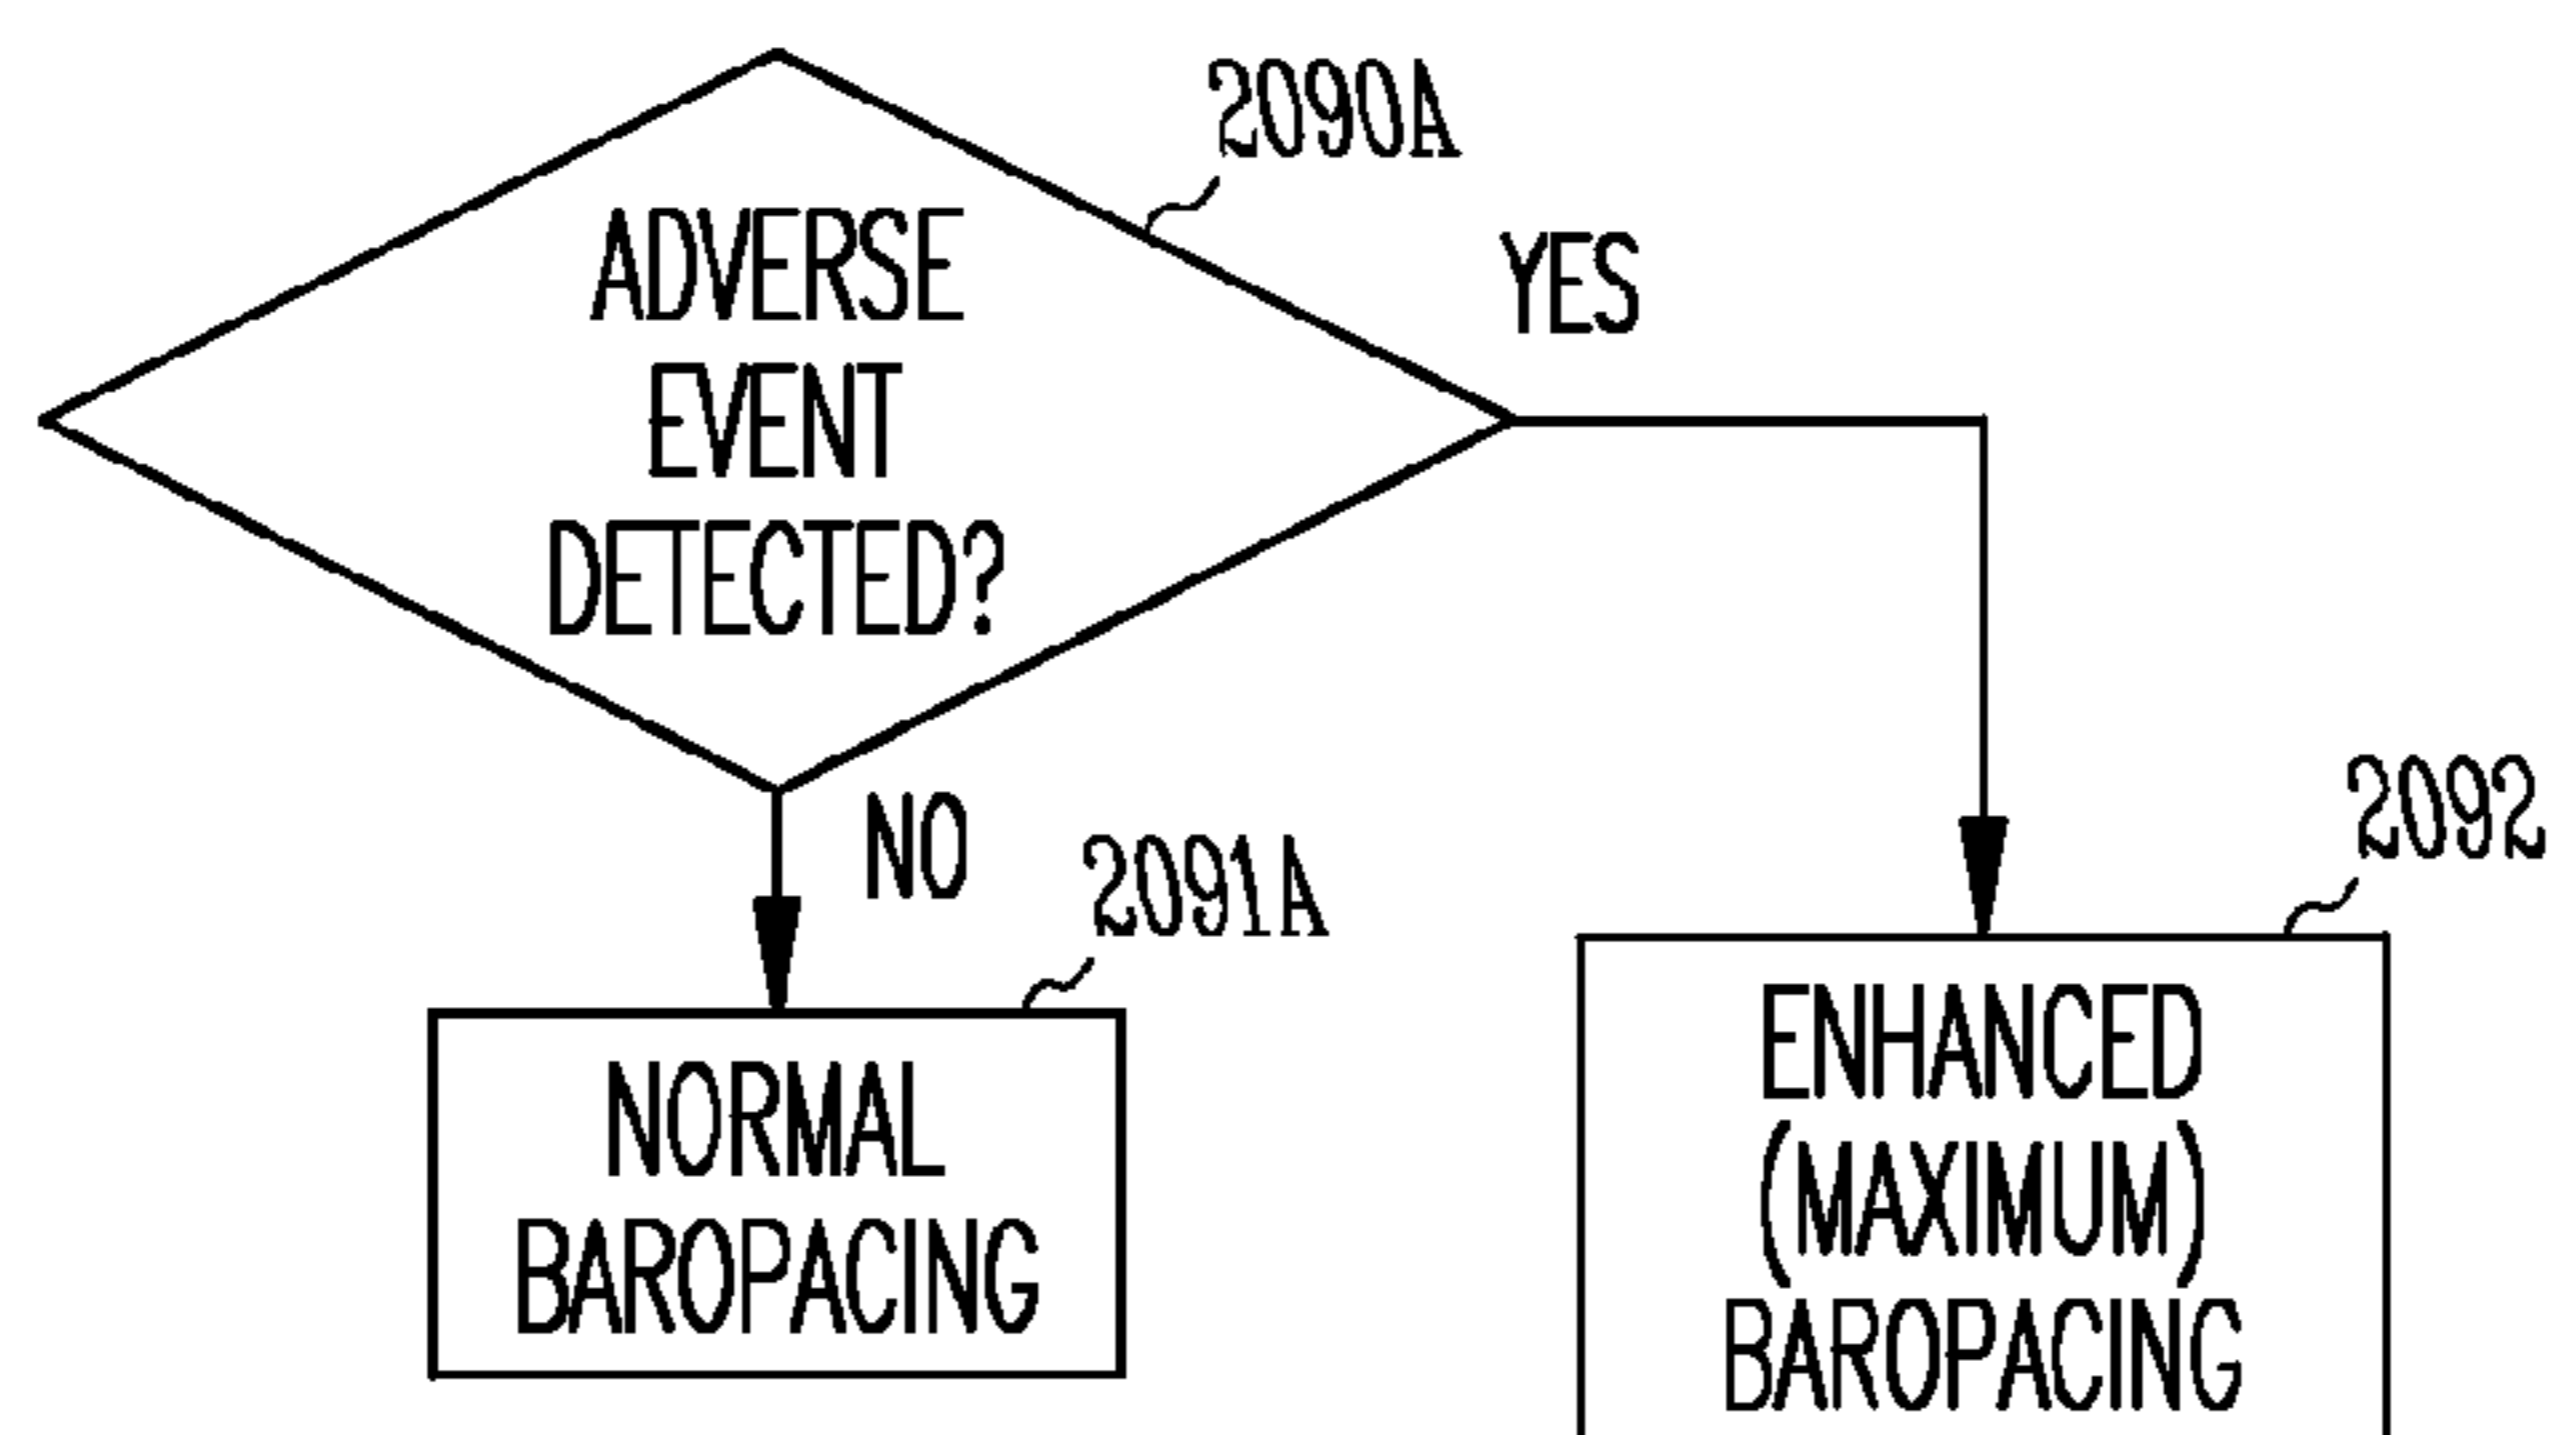 2090A
ADVERSE
EVENT
DETECTED?
YES
NO
2091A
NORMAL
BAROPACING
2092
ENHANCED
(MAXIMUM)
BAROPACING